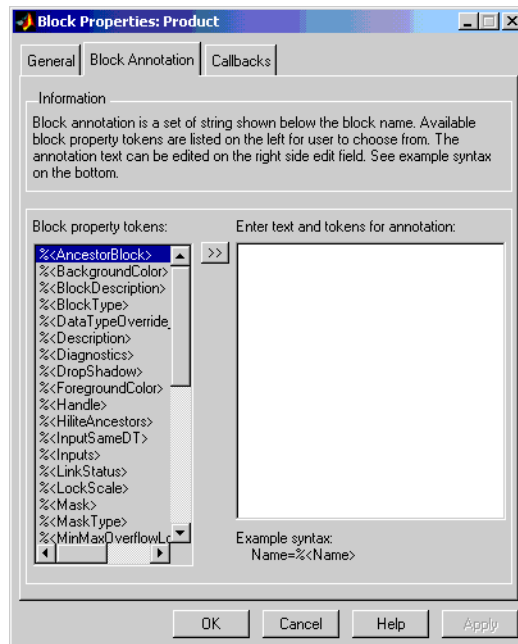 Block Properties: Product
General
Block Annotation
Callbacks
Information
Block annotation is a set of string shown below the block name. Available
block property tokens are listed on the left for user to choose from. The
annotation text can be edited on the right side edit field. See example syntax
on the bottom.
Block property tokens:
Enter text and tokens for annotation:
%<AncestorBlock>
>>
%<BackgroundColor>
%<BlockDescription>
%<BlockType>
%<DataTypeOverride_
%<Description>
%<Diagnostics>
%<DropShadow>
%<ForegroundColor>
%<Handle>
%<HiliteAncestors>
%<InputSameDT>
%<Inputs>
%<LinkStatus>
%<LockScale>
%<Mask>
%<MaskType>
%<MinMaxOverflowLo
Example syntax:
Name=%<Name>
OK
Cancel
Help
Apply